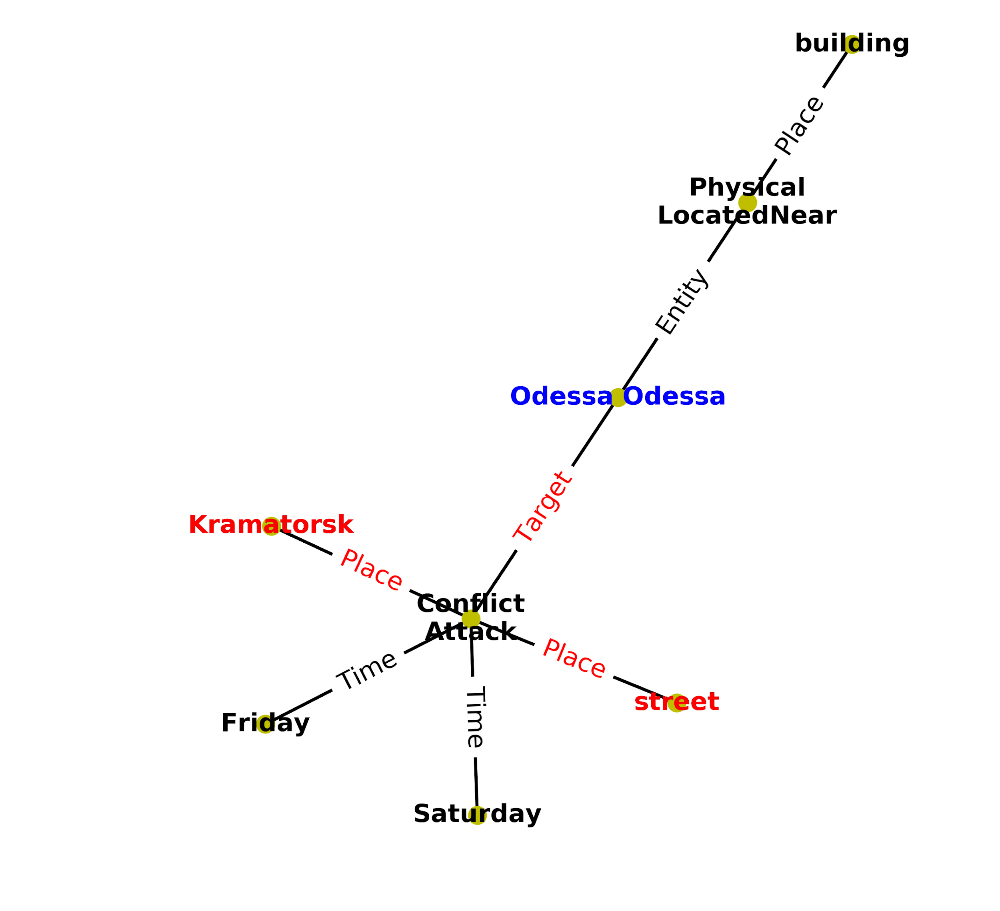 building
Place
Physical
LocatedNear
Entity
Odessa Odessa
Target
Kramatorsk
Place
Conflict
Attack
Place
Time
Time
street
Friday
Saturday